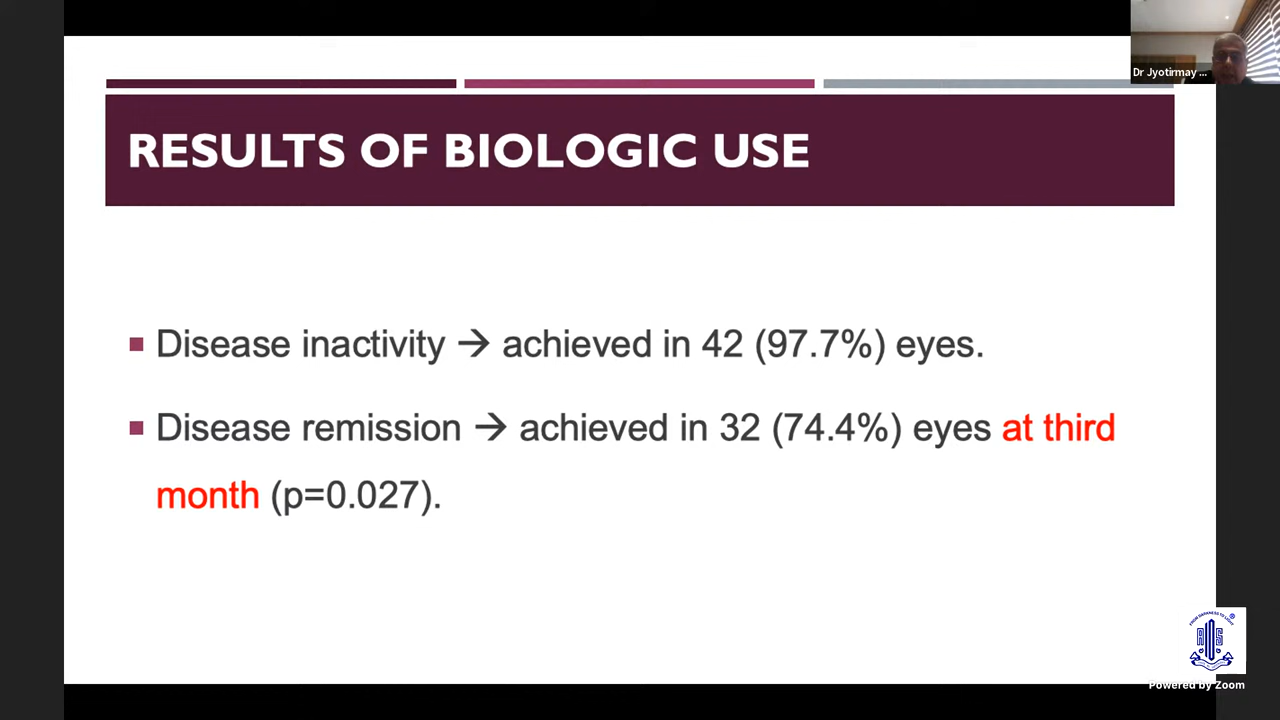 Dr Jyotirmay ...
RESULTS OF BIOLOGIC USE
Disease inactivity → achieved in 42 (97.7%) eyes.
Disease remission → achieved in 32 (74.4%) eyes at third
month (p=0.027).
Powered by Zoom